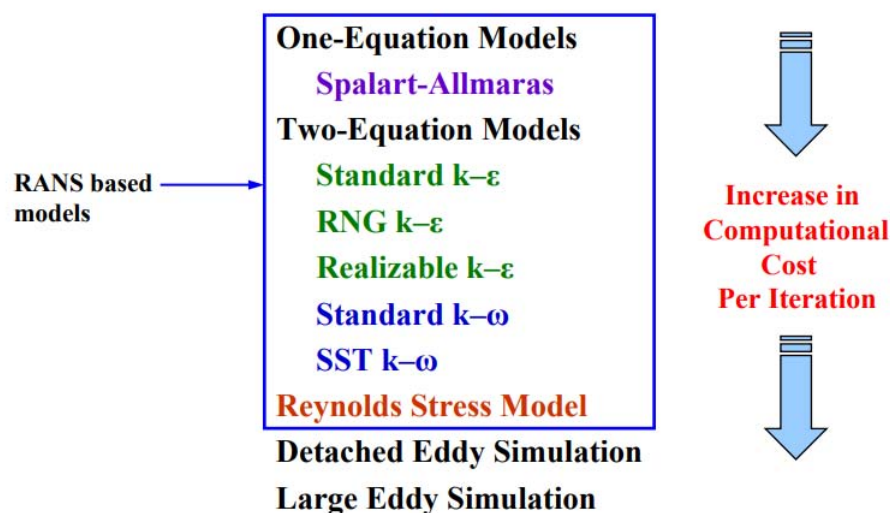 One-Equation Models
Spalart-Allmaras
Two-Equation Models
RANS based
models
Standard k–ε
RNG k–ε
Realizable k–ε
Standard k–ω
SST k–ω
Reynolds Stress Model
Detached Eddy Simulation
Large Eddy Simulation
Increase in
Computational
Cost
Per Iteration